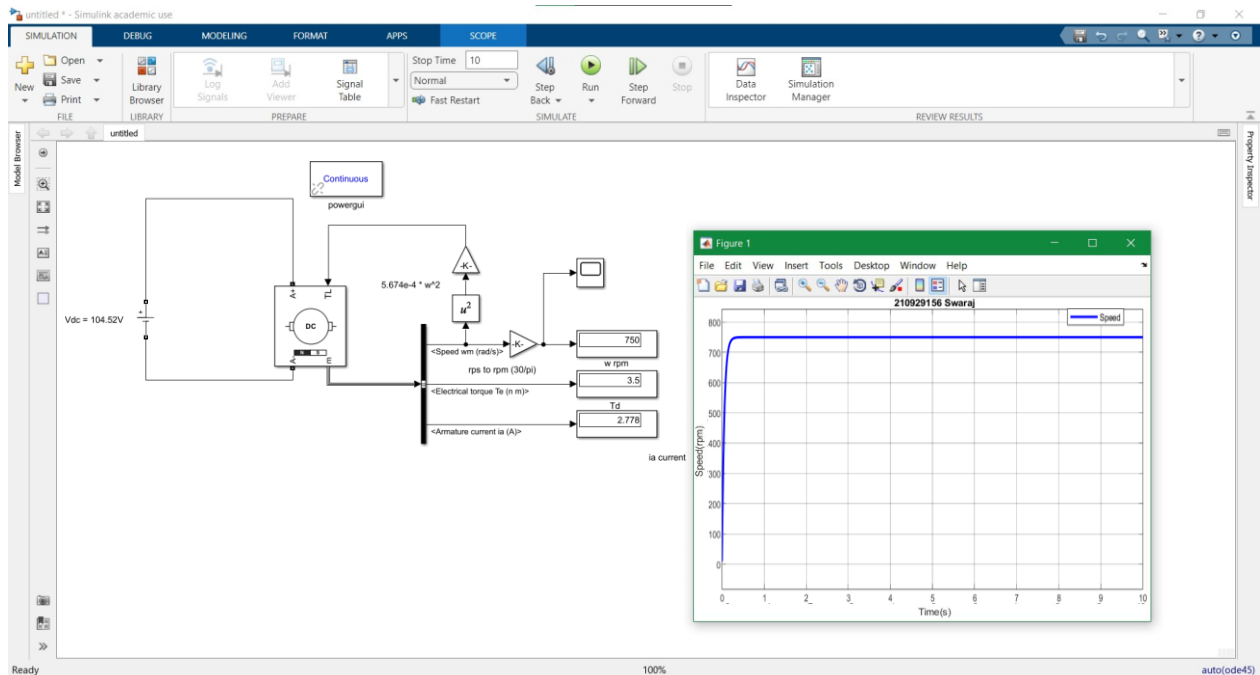 untitled * - Simulink academic use
SIMULATION DEBUG MODELING FORMAT APPS SCOPE
New
Open
Save
Print
FILE
Library Browser
LIBRARY
Log Signals
Add Viewer
Signal Table
PREPARE
Stop Time 10
Normal
Fast Restart
Step Back
Run
Step Forward
Stop
SIMULATE
Data Inspector
Simulation Manager
REVIEW RESULTS
Model Browser
untitled
Property Inspector
Continuous
powergui
-K-
5.674e-4 * w^2
u²
A+
TL
DC
N S
A-
E
Vdc = 104.52V
<Speed wm (rad/s)>
-K-
rps to rpm (30/pi)
750
w rpm
<Electrical torque Te (n m)>
3.5
Td
<Armature current ia (A)>
2.778
ia current
Figure 1
File Edit View Insert Tools Desktop Window Help
210929156 Swaraj
Speed
800
700
600
500
400
300
200
100
0
Speed(rpm)
0 1 2 3 4 5 6 7 8 9 10
Time(s)
Ready
100%
auto(ode45)